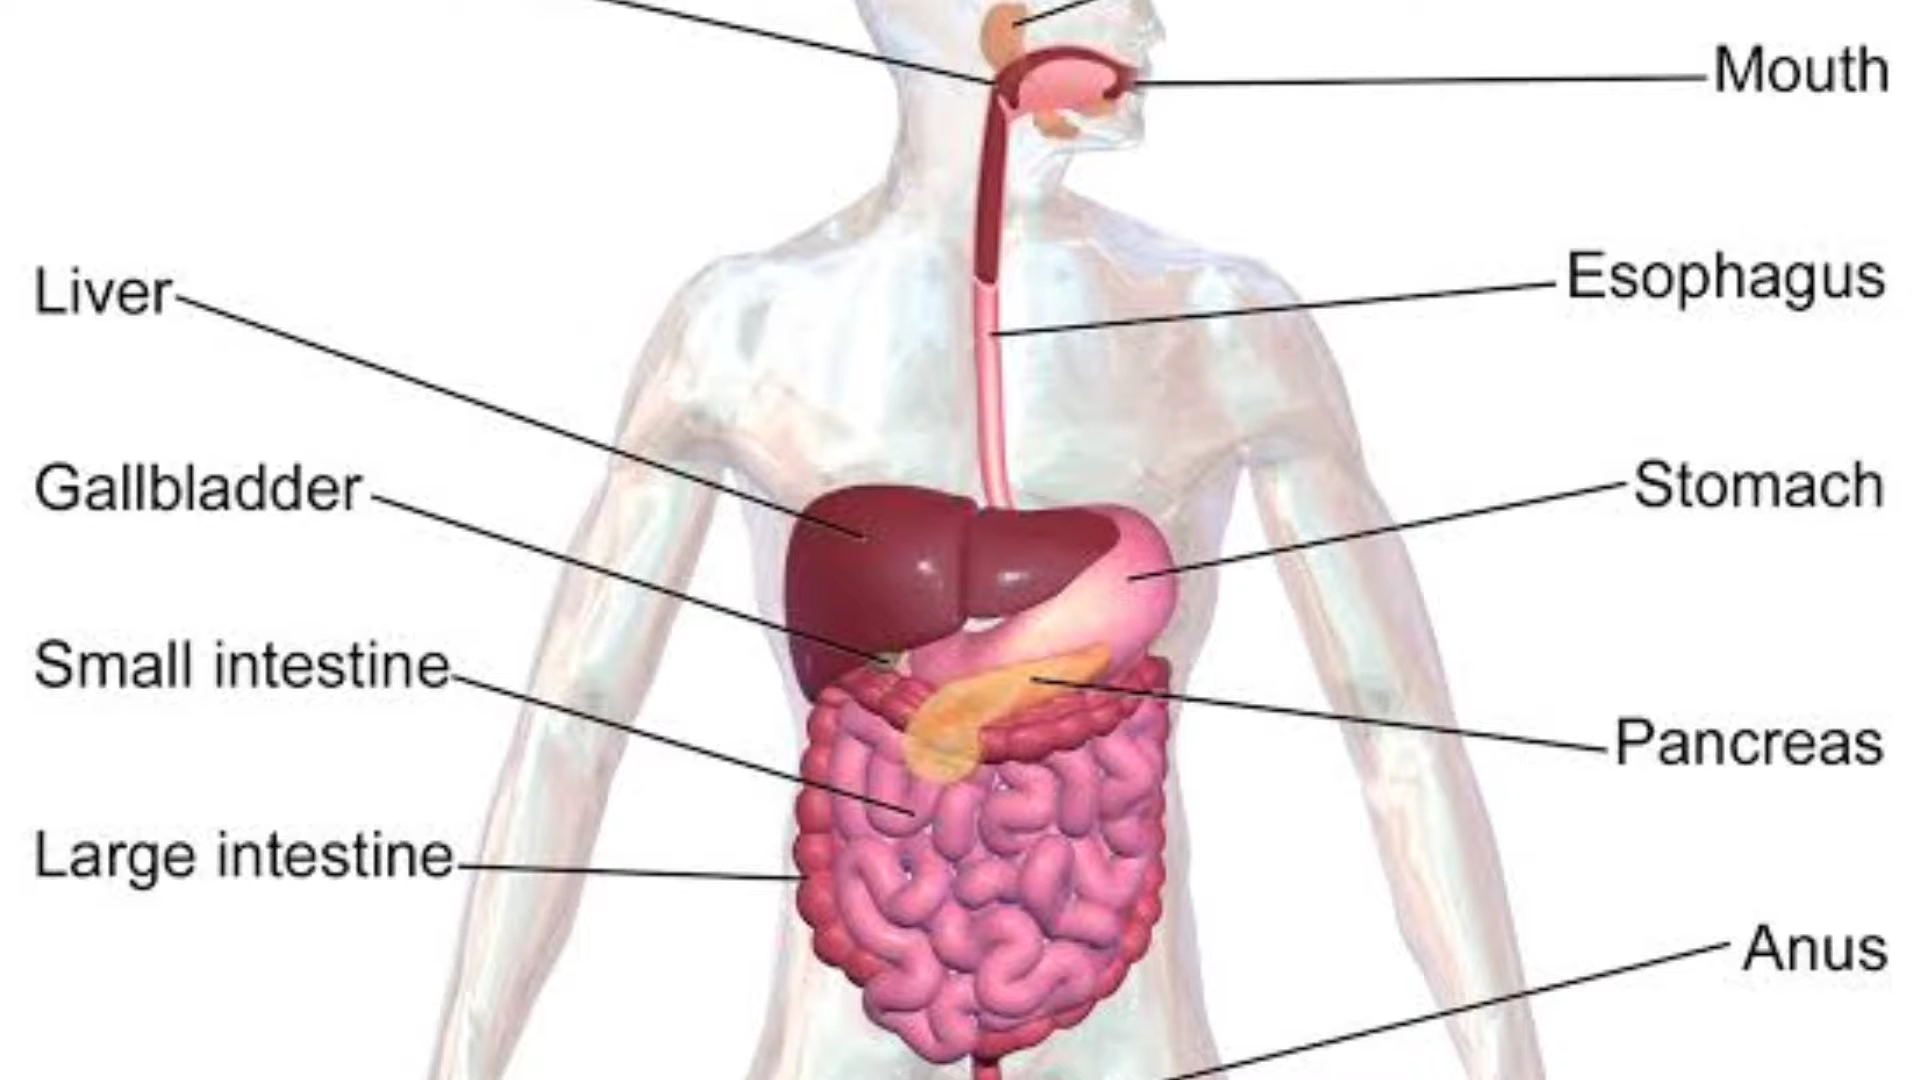 Mouth
Esophagus
Liver
Gallbladder
Stomach
Small intestine
Pancreas
Large intestine
Anus